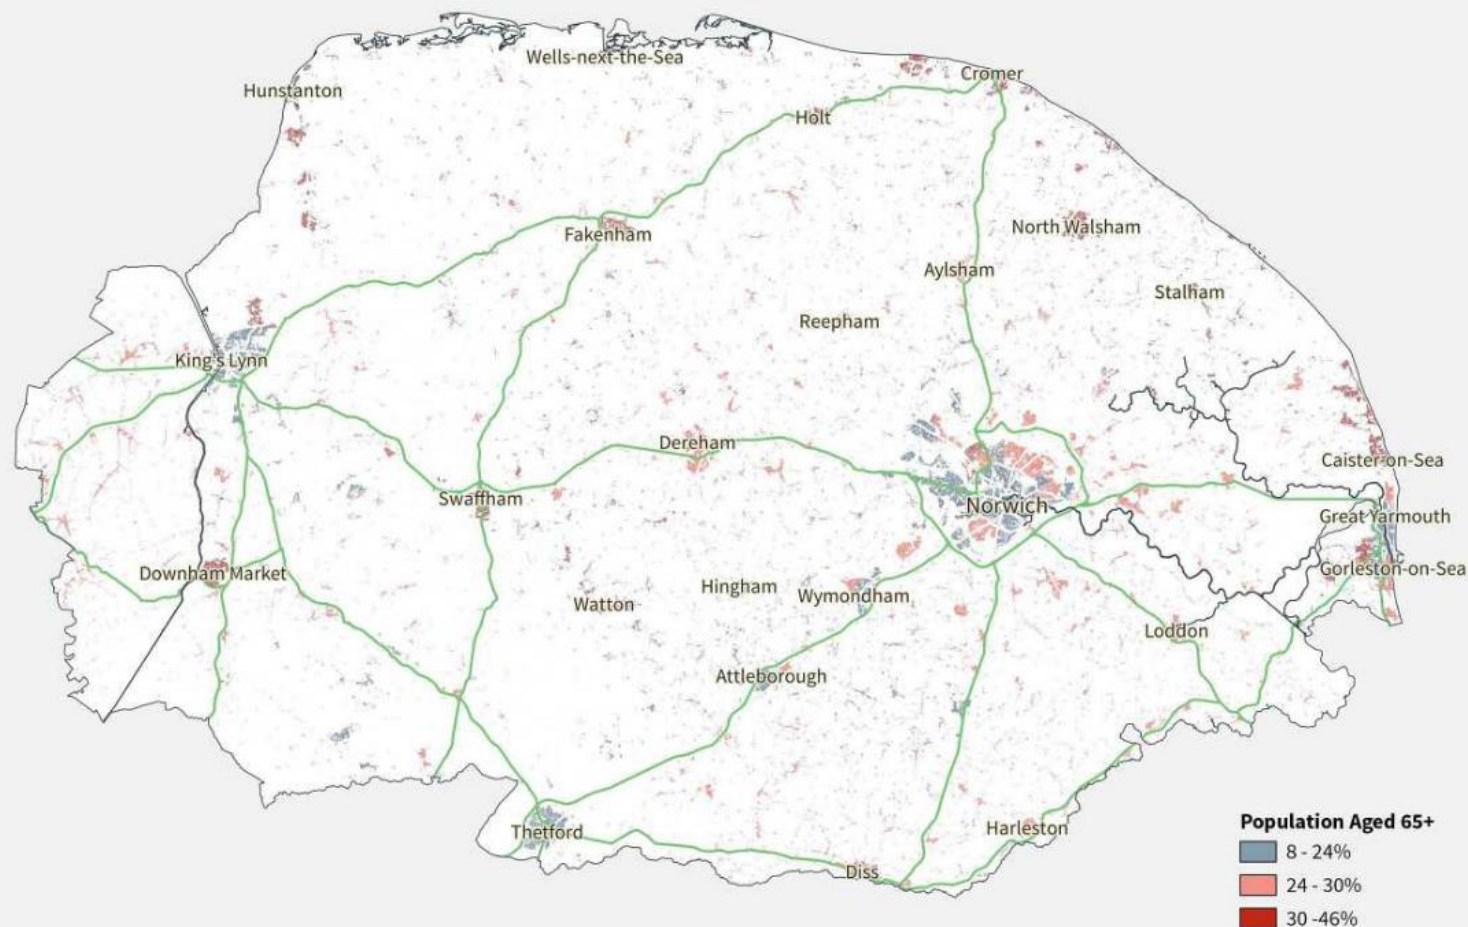 Wells-next-the-Sea
Cromer
Hunstanton
Holt
North Walsham
Fakenham
Aylsham
Stalham
Reepham
King's Lynn
Dereham
Caister-on-Sea
Swaffham
Norwich
Great Yarmouth
Gorleston-on-Sea
Downham Market
Hingham
Wymondham
Watton
Loddon
Attleborough
Thetford
Harleston
Diss
Population Aged 65+
8 - 24%
24 - 30%
30 -46%